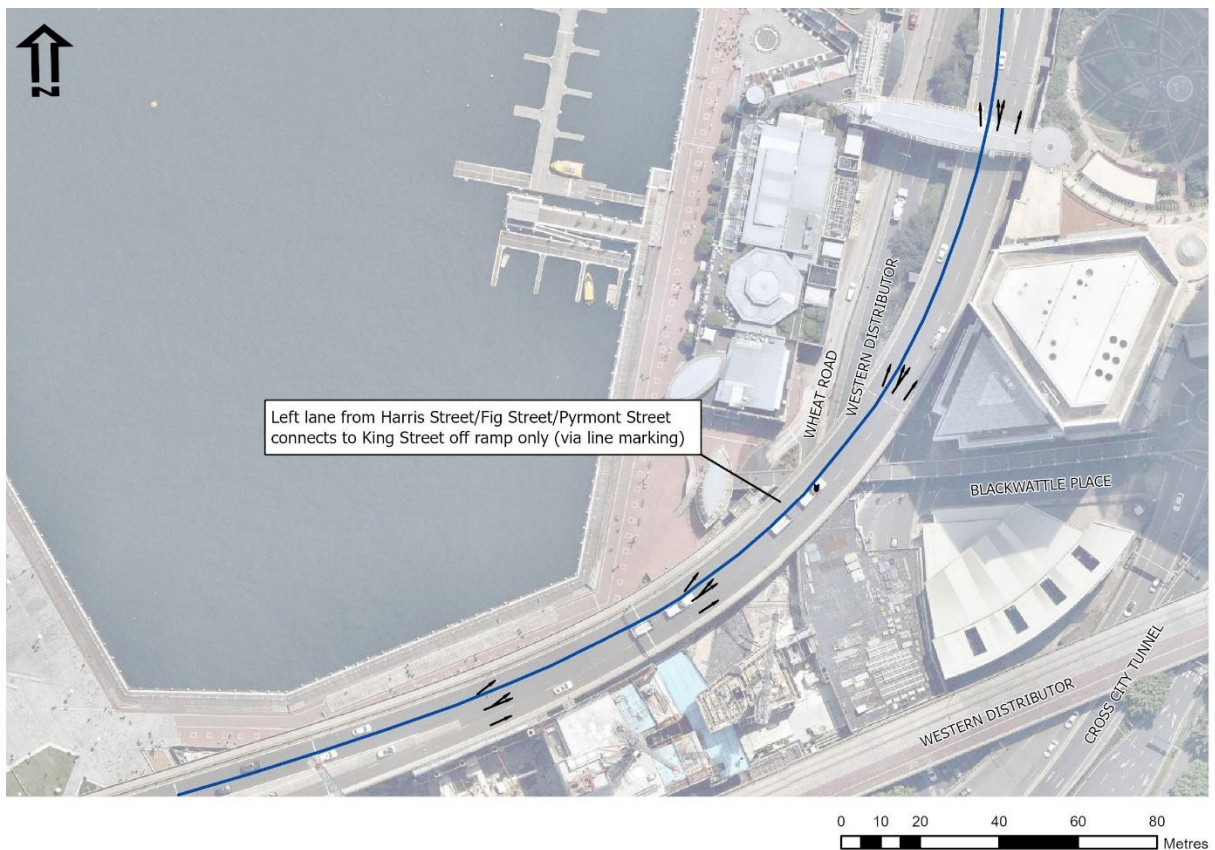 N
WHEAT ROAD
WESTERN DISTRIBUTOR
Left lane from Harris Street/Fig Street/Pyrmont Street
connects to King Street off ramp only (via line marking)
BLACKWATTLE PLACE
WESTERN DISTRIBUTOR
CROSS CITY TUNNEL
0 10 20 40 60 80
Metres